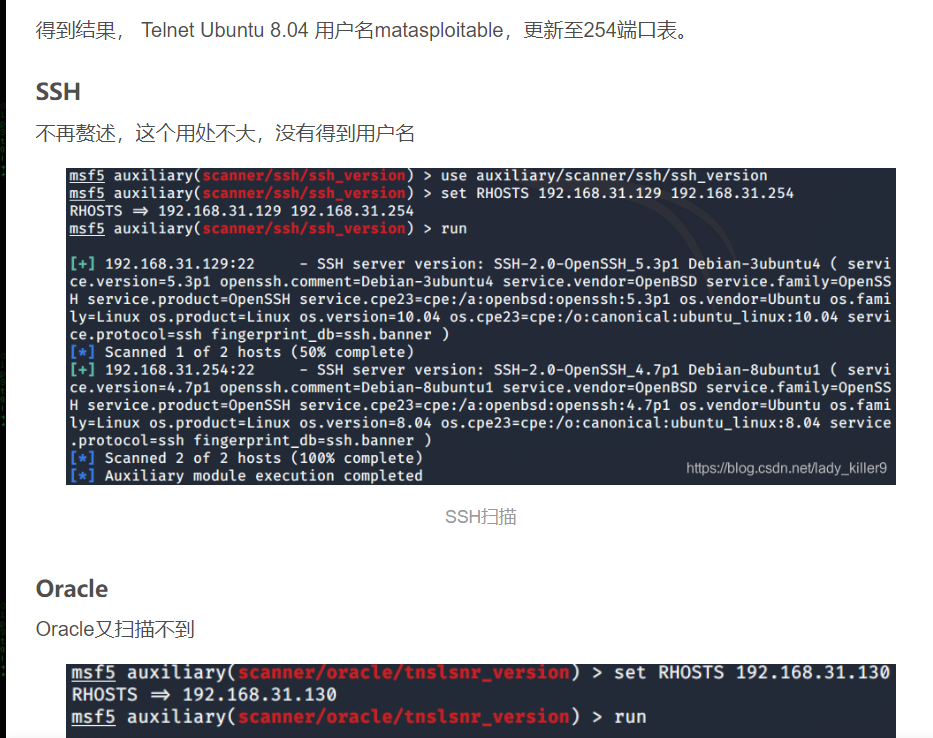 得到结果， Telnet Ubuntu 8.04 用户名matasploitable，更新至254端口表。
SSH
不再赘述，这个用处不大，没有得到用户名
msf5 auxiliary(scanner/ssh/ssh_version) > use auxiliary/scanner/ssh/ssh_version
msf5 auxiliary(scanner/ssh/ssh_version) > set RHOSTS 192.168.31.129 192.168.31.254
RHOSTS ⇒ 192.168.31.129 192.168.31.254
msf5 auxiliary(scanner/ssh/ssh_version) > run
[+] 192.168.31.129:22 - SSH server version: SSH-2.0-OpenSSH_5.3p1 Debian-3ubuntu4 ( servi
ce.version=5.3p1 openssh.comment=Debian-3ubuntu4 service.vendor=OpenBSD service.family=OpenSS
H service.product=OpenSSH service.cpe23=cpe:/a:openbsd:openssh:5.3p1 os.vendor=Ubuntu os.fami
ly=Linux os.product=Linux os.version=10.04 os.cpe23=cpe:/o:canonical:ubuntu_linux:10.04 servi
ce.protocol=ssh fingerprint_db=ssh.banner )
[*] Scanned 1 of 2 hosts (50% complete)
[+] 192.168.31.254:22 - SSH server version: SSH-2.0-OpenSSH_4.7p1 Debian-8ubuntu1 ( servi
ce.version=4.7p1 openssh.comment=Debian-8ubuntu1 service.vendor=OpenBSD service.family=OpenSS
H service.product=OpenSSH service.cpe23=cpe:/a:openbsd:openssh:4.7p1 os.vendor=Ubuntu os.fami
ly=Linux os.product=Linux os.version=8.04 os.cpe23=cpe:/o:canonical:ubuntu_linux:8.04 service
.protocol=ssh fingerprint_db=ssh.banner )
[*] Scanned 2 of 2 hosts (100% complete)
[*] Auxiliary module execution completed
https://blog.csdn.net/lady_killer9
SSH扫描
Oracle
Oracle又扫描不到
msf5 auxiliary(scanner/oracle/tnslsnr_version) > set RHOSTS 192.168.31.130
RHOSTS ⇒ 192.168.31.130
msf5 auxiliary(scanner/oracle/tnslsnr_version) > run